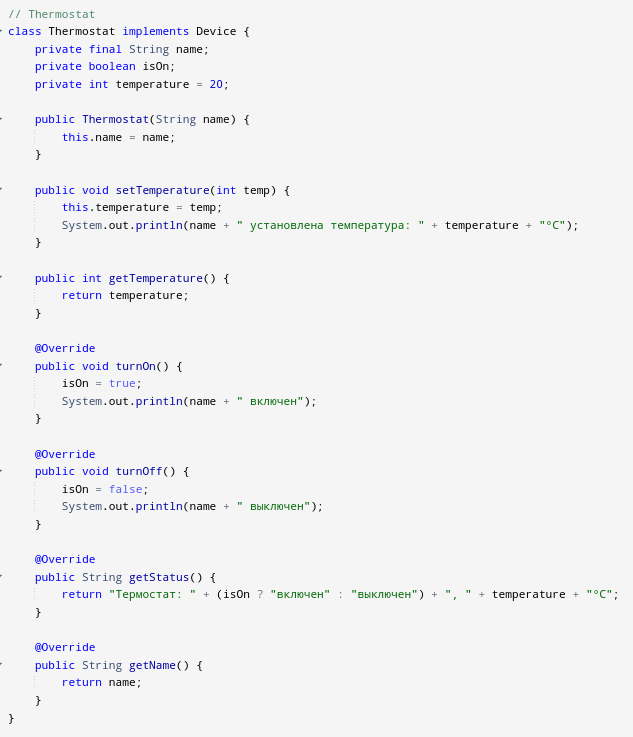 // Thermostat
class Thermostat implements Device {
    private final String name;
    private boolean isOn;
    private int temperature = 20;

    public Thermostat(String name) {
        this.name = name;
    }

    public void setTemperature(int temp) {
        this.temperature = temp;
        System.out.println(name + " установлена температура: " + temperature + "°C");
    }

    public int getTemperature() {
        return temperature;
    }

    @Override
    public void turnOn() {
        isOn = true;
        System.out.println(name + " включен");
    }

    @Override
    public void turnOff() {
        isOn = false;
        System.out.println(name + " выключен");
    }

    @Override
    public String getStatus() {
        return "Термостат: " + (isOn ? "включен" : "выключен") + ", " + temperature + "°C";
    }

    @Override
    public String getName() {
        return name;
    }
}